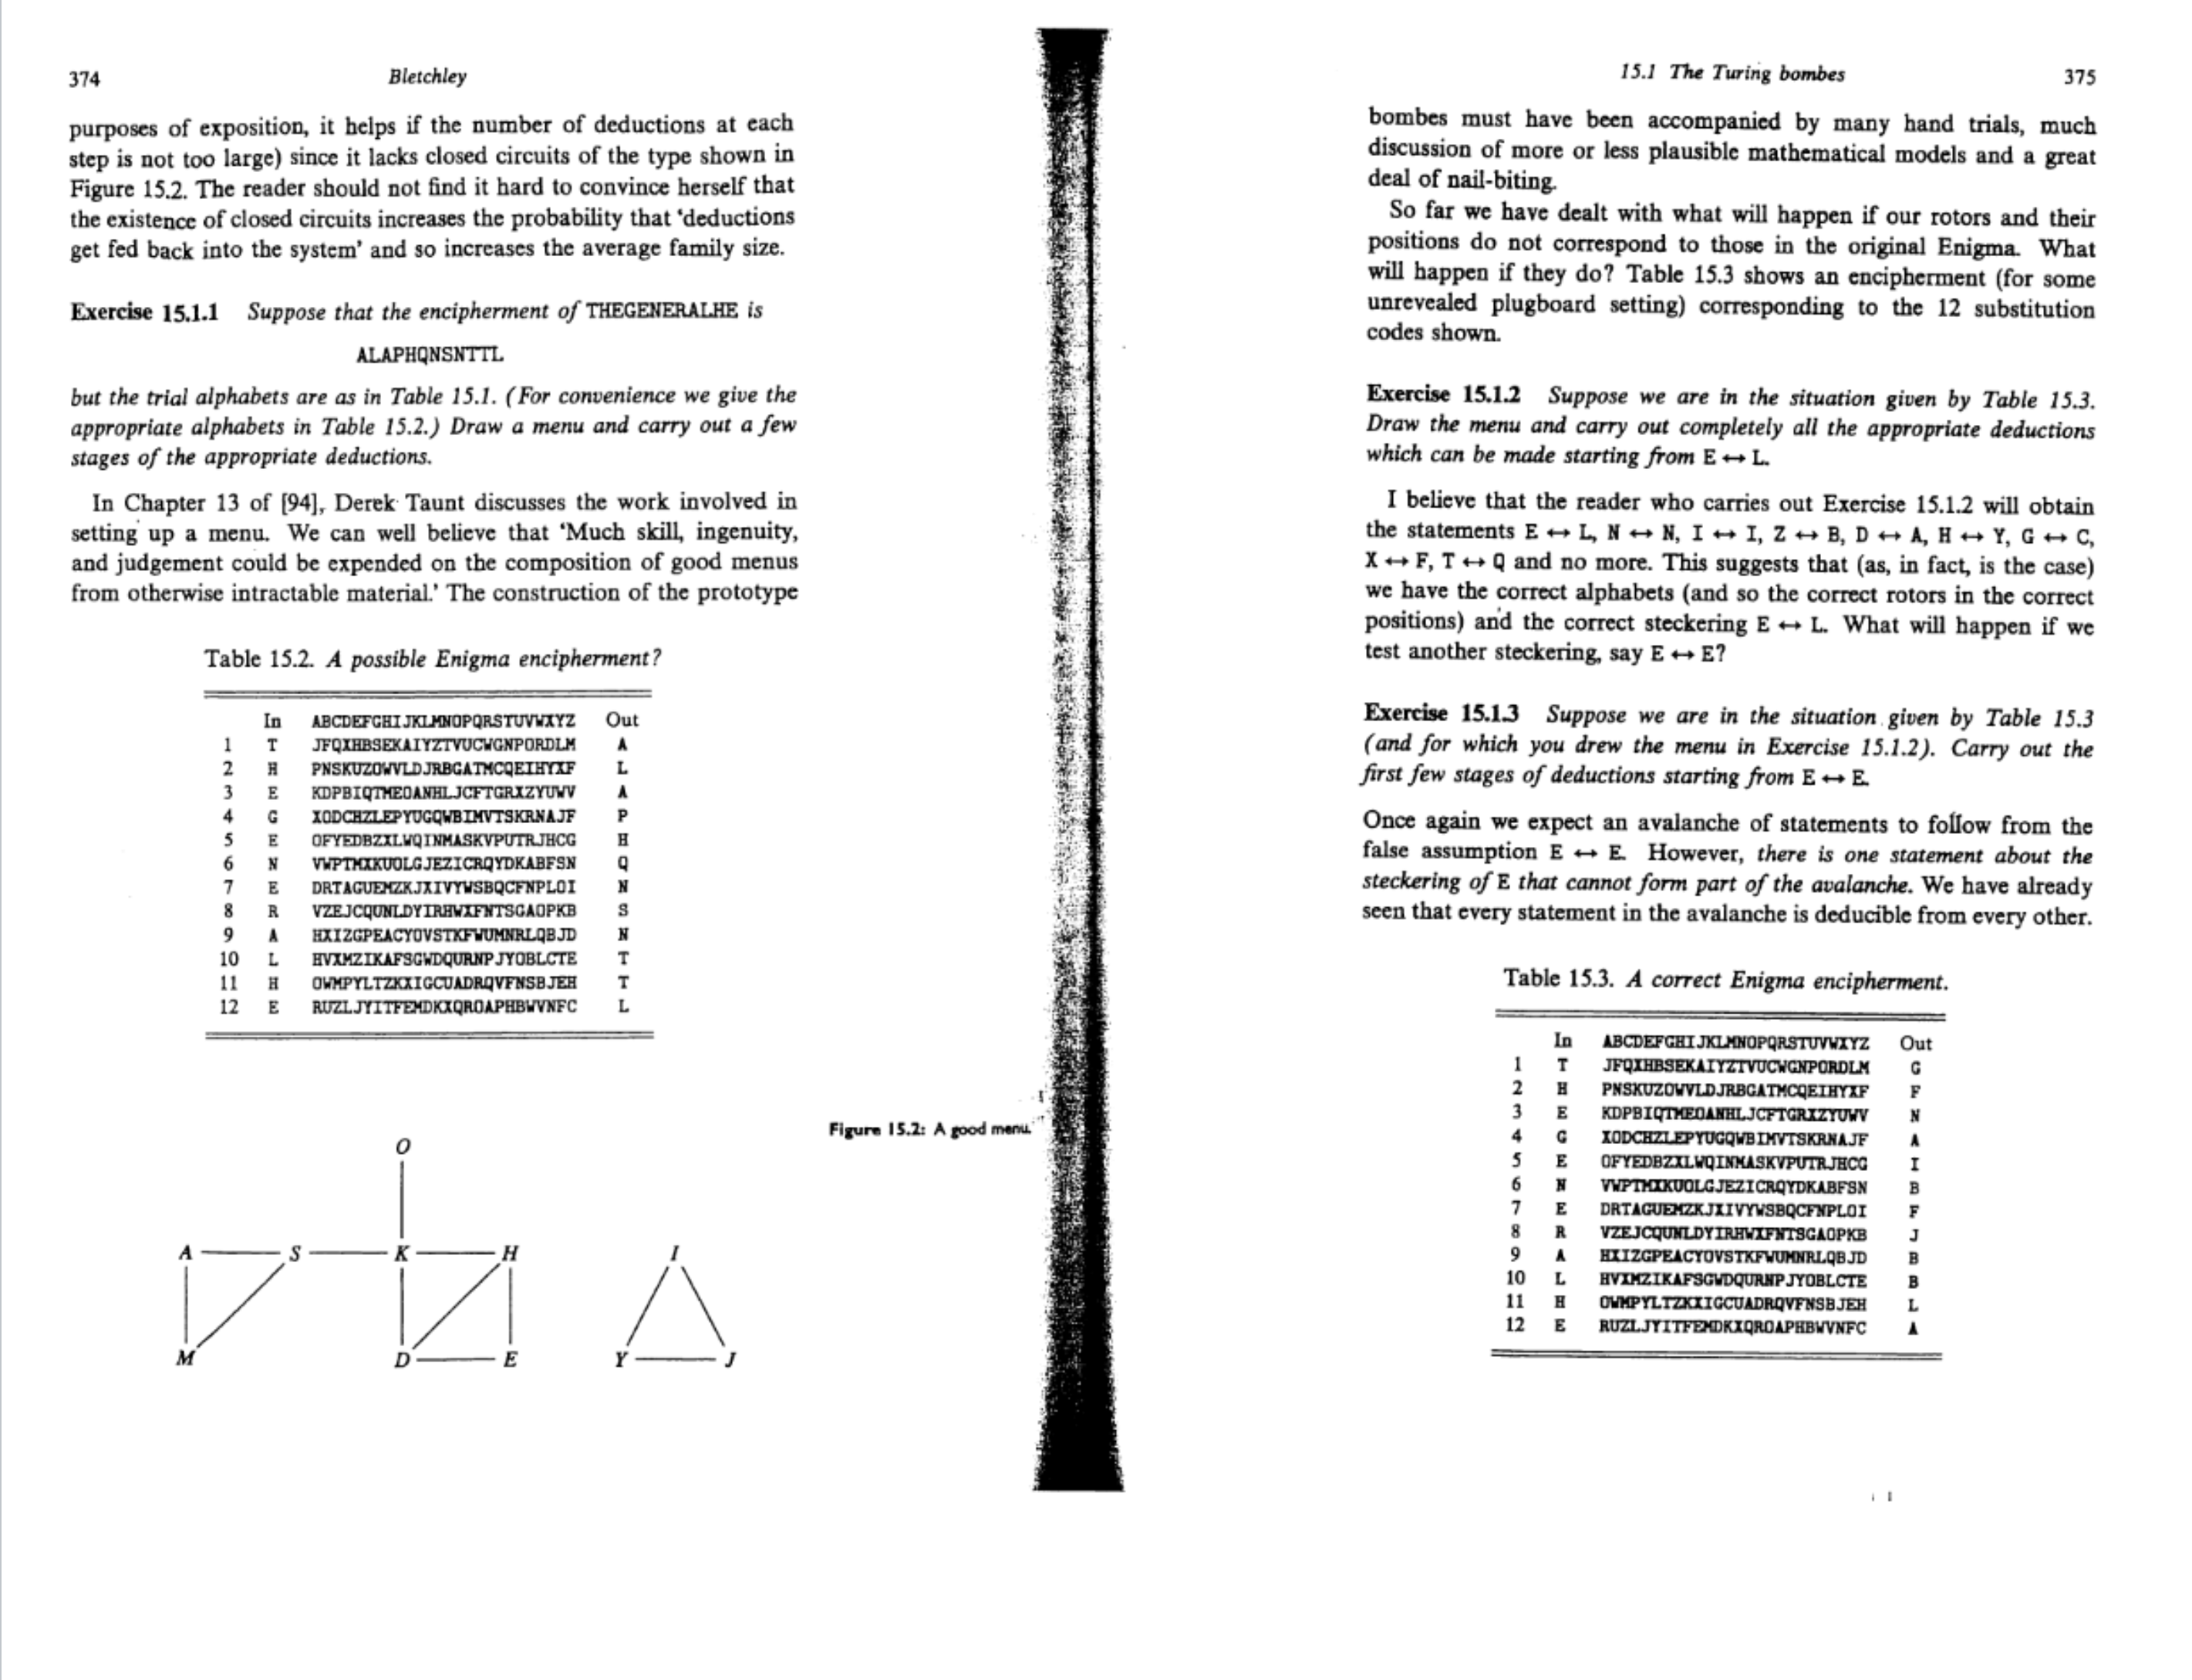 374 Bletchley
purposes of exposition, it helps if the number of deductions at each
step is not too large) since it lacks closed circuits of the type shown in
Figure 15.2. The reader should not find it hard to convince herself that
the existence of closed circuits increases the probability that ‘deductions
get fed back into the system’ and so increases the average family size.
Exercise 15.1.1 Suppose that the encipherment of THEGENERALHE is
ALAPHQNSNTTL
but the trial alphabets are as in Table 15.1. (For convenience we give the
appropriate alphabets in Table 15.2.) Draw a menu and carry out a few
stages of the appropriate deductions.
In Chapter 13 of [94], Derek Taunt discusses the work involved in
setting up a menu. We can well believe that ‘Much skill, ingenuity,
and judgement could be expended on the composition of good menus
from otherwise intractable material.’ The construction of the prototype
Table 15.2. A possible Enigma encipherment?
In ABCDEFGHIJKLMNOPQRSTUVWXYZ Out
1 T JFQXHBSEKAIYZTVUCWGNPORDLM A
2 H PNSKUZOWVLDJRBGATMCQEIHYXF L
3 E KDPBIQTMEOANHLJCFTGRXZYUWV A
4 G XODCHZLEPYUGQWBIMVTSKRNAJF P
5 E OFYEDBZXLWQINMASKVPUTRJHCG H
6 N VWPTMXKUOLGJEZICRQYDKABFSN Q
7 E DRTAGUEMZKJXIVYWSBQCFNPLOI N
8 R VZEJCQUNLDYIRHWXFNTSGAOPKB S
9 A HXIZGPEACYOVSTKFWUMNRLQBJD N
10 L HVXMZIKAFSGWDQURNPJYOBLCTE T
11 H OWMPYLTZKXIGCUADRQVFNSBJEH T
12 E RUZLJYITFEMDKXQROAPHBWVNFC L
Figure 15.2: A good menu.
O
A S K H I
M D E Y J
15.1 The Turing bombes 375
bombes must have been accompanied by many hand trials, much
discussion of more or less plausible mathematical models and a great
deal of nail-biting.
So far we have dealt with what will happen if our rotors and their
positions do not correspond to those in the original Enigma. What
will happen if they do? Table 15.3 shows an encipherment (for some
unrevealed plugboard setting) corresponding to the 12 substitution
codes shown.
Exercise 15.1.2 Suppose we are in the situation given by Table 15.3.
Draw the menu and carry out completely all the appropriate deductions
which can be made starting from E ↔ L.
I believe that the reader who carries out Exercise 15.1.2 will obtain
the statements E ↔ L, N ↔ N, I ↔ I, Z ↔ B, D ↔ A, H ↔ Y, G ↔ C,
X ↔ F, T ↔ Q and no more. This suggests that (as, in fact, is the case)
we have the correct alphabets (and so the correct rotors in the correct
positions) and the correct steckering E ↔ L. What will happen if we
test another steckering, say E ↔ E?
Exercise 15.1.3 Suppose we are in the situation given by Table 15.3
(and for which you drew the menu in Exercise 15.1.2). Carry out the
first few stages of deductions starting from E ↔ E.
Once again we expect an avalanche of statements to follow from the
false assumption E ↔ E. However, there is one statement about the
steckering of E that cannot form part of the avalanche. We have already
seen that every statement in the avalanche is deducible from every other.
Table 15.3. A correct Enigma encipherment.
In ABCDEFGHIJKLMNOPQRSTUVWXYZ Out
1 T JFQXHBSEKAIYZTVUCWGNPORDLM G
2 H PNSKUZOWVLDJRBGATMCQEIHYXF F
3 E KDPBIQTMEOANHLJCFTGRXZYUWV N
4 G XODCHZLEPYUGQWBIMVTSKRNAJF A
5 E OFYEDBZXLWQINMASKVPUTRJHCG I
6 N VWPTMXKUOLGJEZICRQYDKABFSN B
7 E DRTAGUEMZKJXIVYWSBQCFNPLOI F
8 R VZEJCQUNLDYIRHWXFNTSGAOPKB J
9 A HXIZGPEACYOVSTKFWUMNRLQBJD B
10 L HVXMZIKAFSGWDQURNPJYOBLCTE B
11 H OWMPYLTZKXIGCUADRQVFNSBJEH L
12 E RUZLJYITFEMDKXQROAPHBWVNFC A